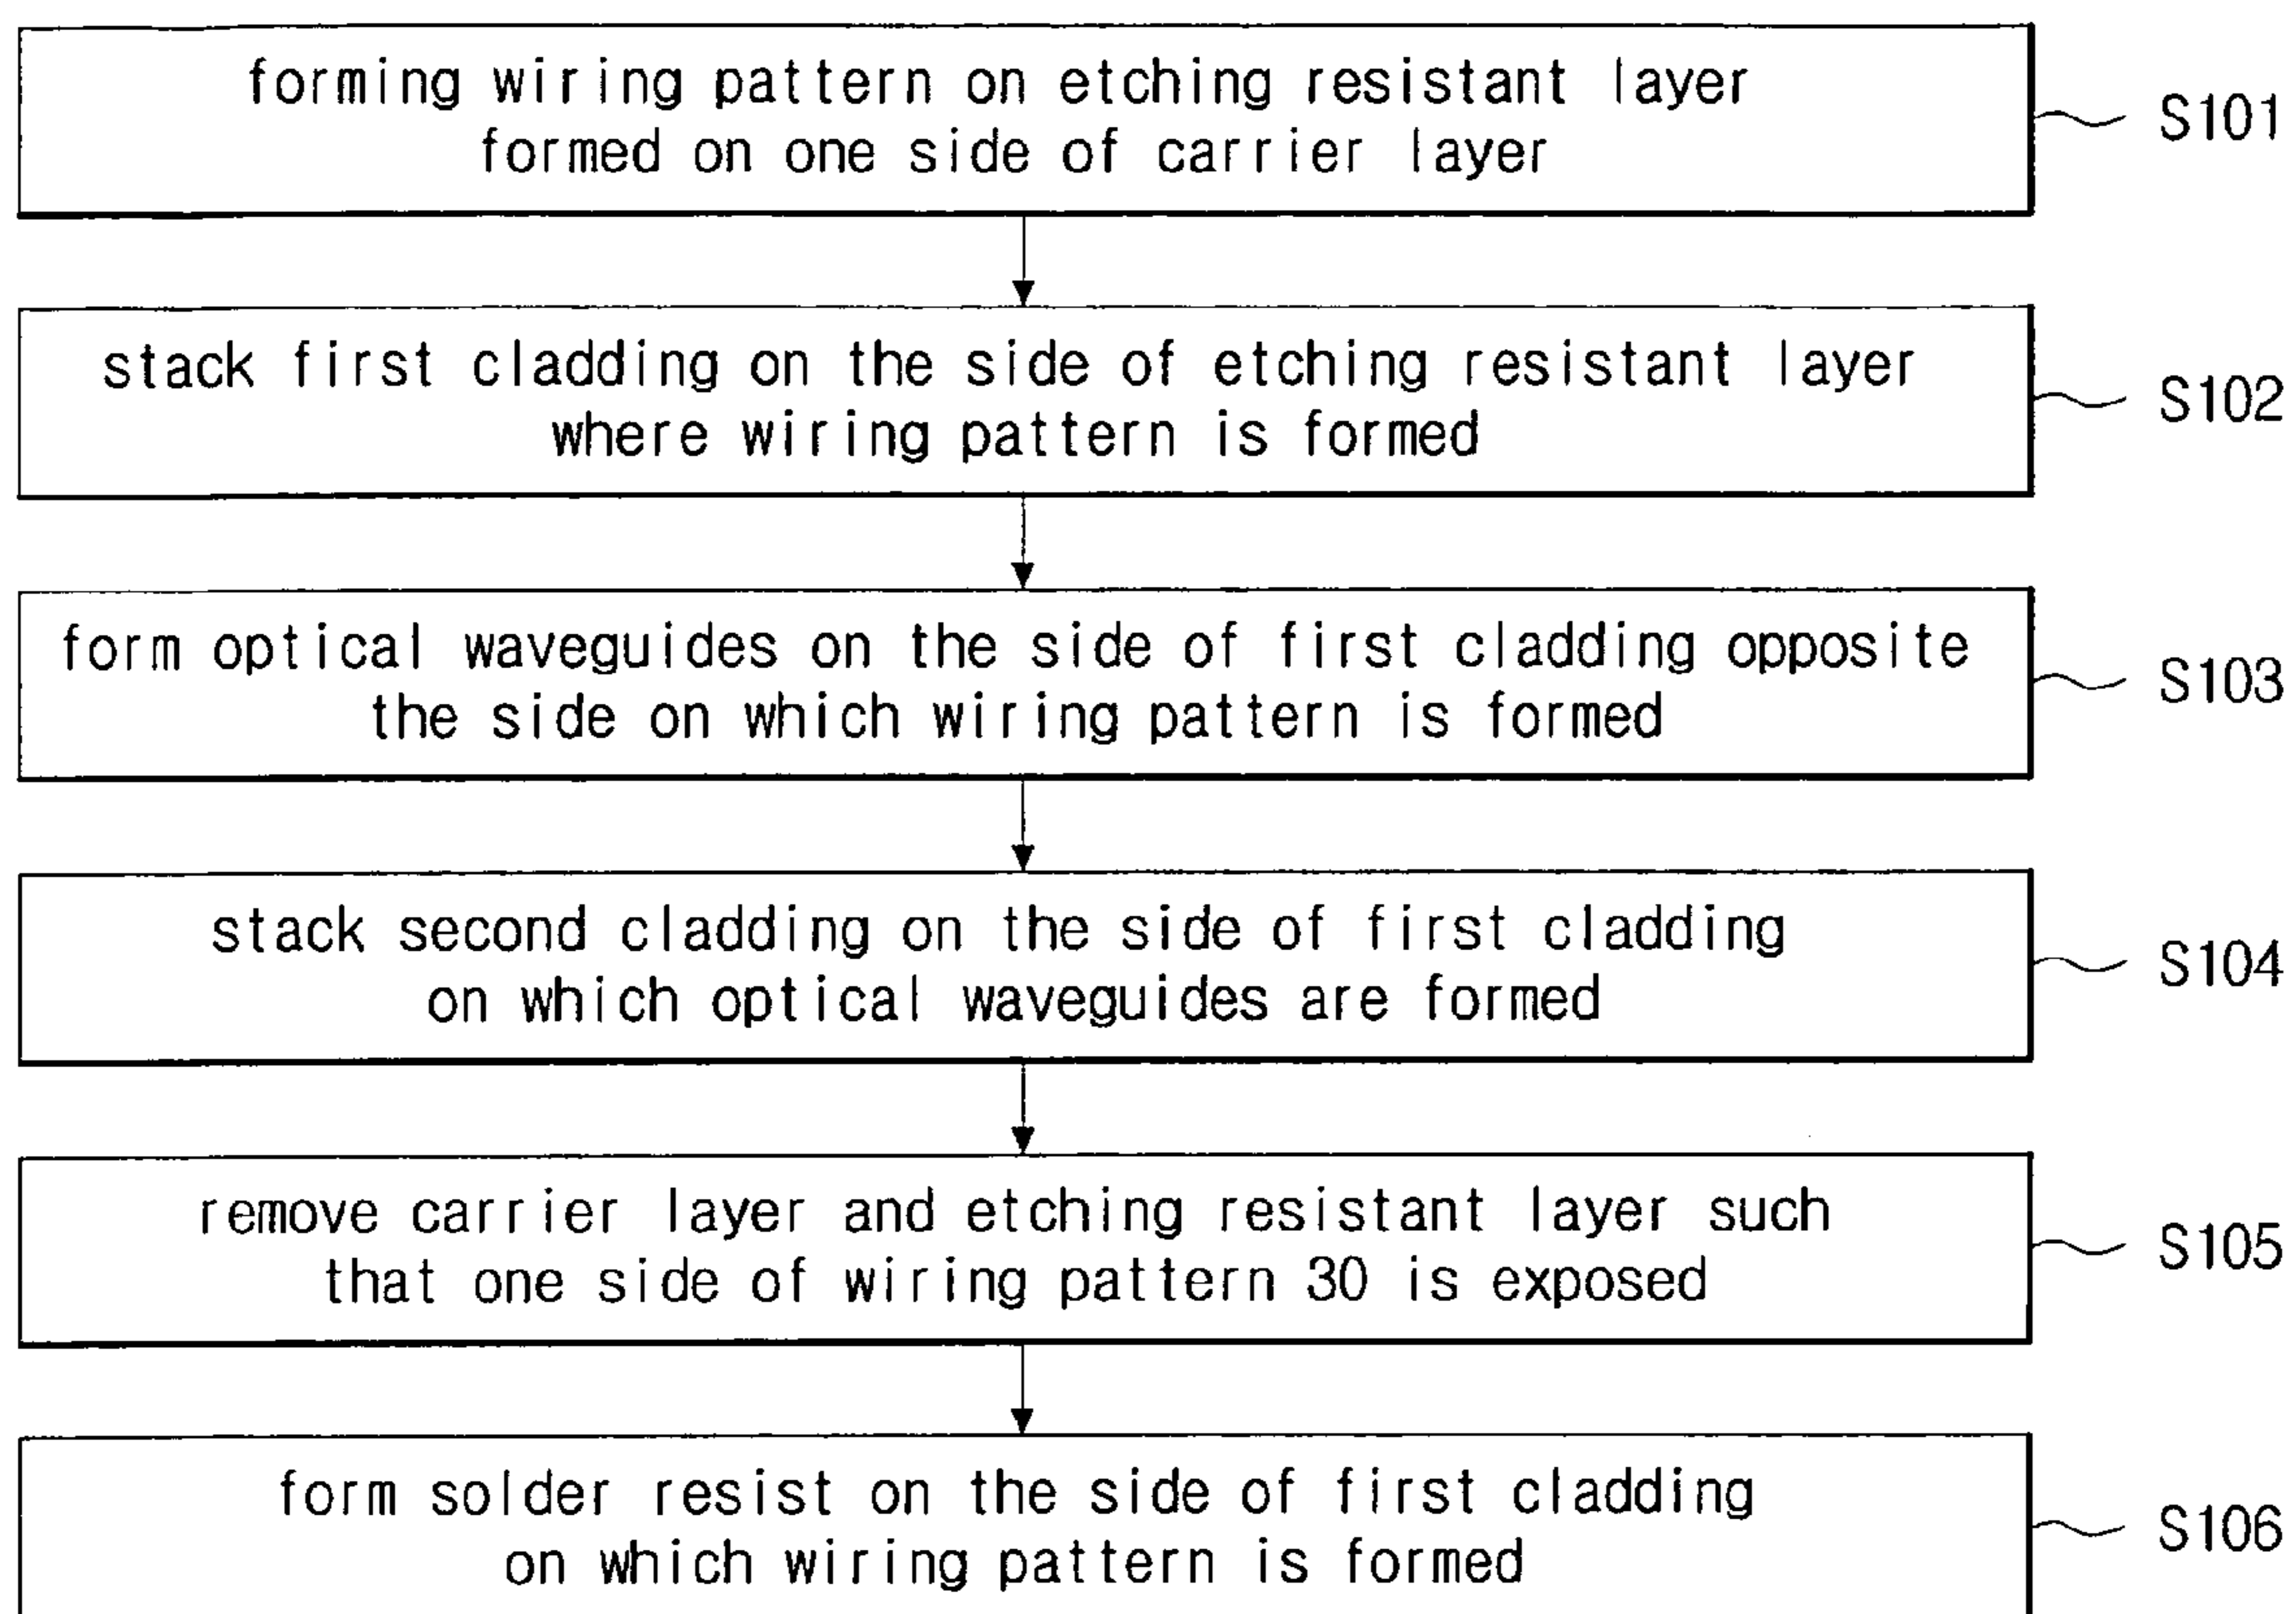 forming wiring pattern on etching resistant layer
formed on one side of carrier layer
S101
stack first cladding on the side of etching resistant layer
where wiring pattern is formed
S102
form optical waveguides on the side of first cladding opposite
the side on which wiring pattern is formed
S103
stack second cladding on the side of first cladding
on which optical waveguides are formed
S104
remove carrier layer and etching resistant layer such
that one side of wiring pattern 30 is exposed
S105
form solder resist on the side of first cladding
on which wiring pattern is formed
S106